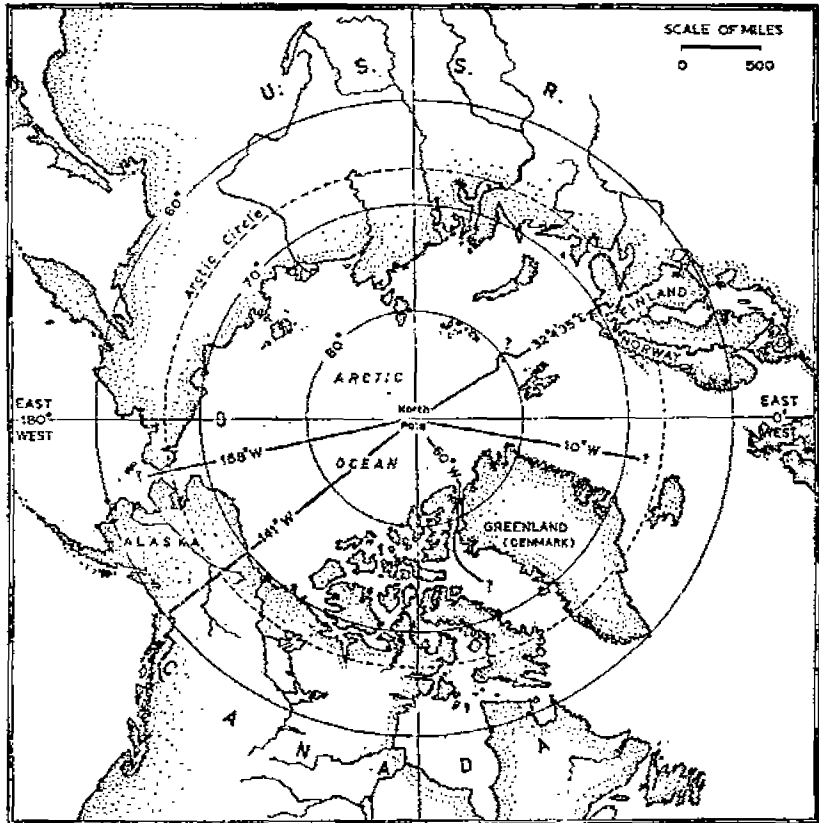 SCALE OF MILES
0 500
U. S. S. R.
60°
Arctic Circle
70°
80°
FINLAND
32°4'35"E
?
NORWAY
ARCTIC
EAST
180°
WEST
North
Pole
EAST
0°
WEST
168°W
OCEAN
60°W
10°W ?
?
141°W
ALASKA
GREENLAND
(DENMARK)
?
C A N A D A